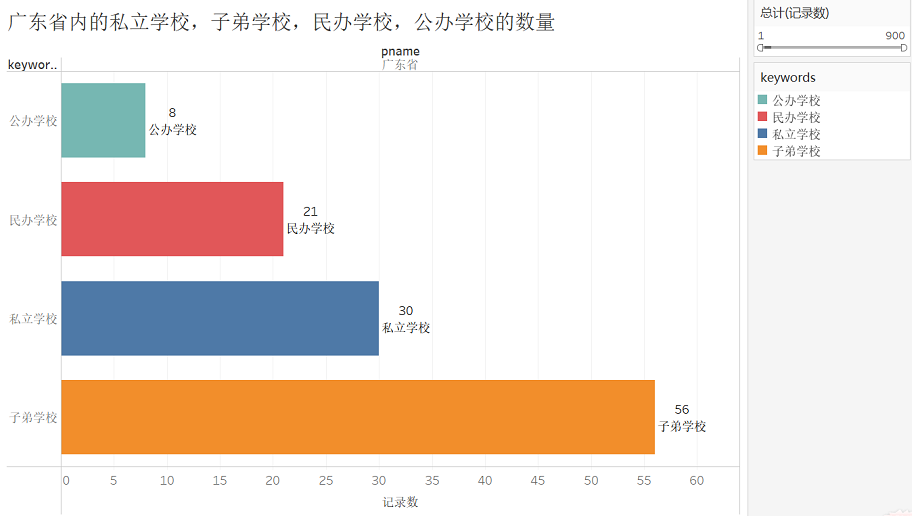 广东省内的私立学校，子弟学校，民办学校，公办学校的数量
pname
keywor..
广东省
公办学校
8
公办学校
民办学校
21
民办学校
私立学校
30
私立学校
子弟学校
56
子弟学校
0 5 10 15 20 25 30 35 40 45 50 55 60
记录数
总计(记录数)
1 900
keywords
公办学校
民办学校
私立学校
子弟学校